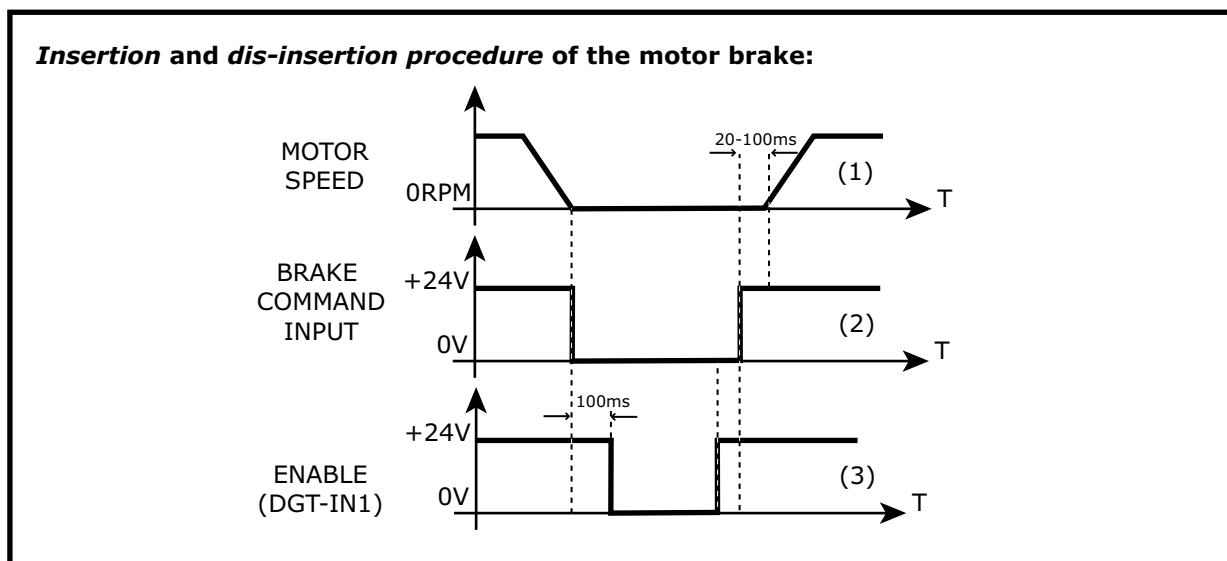 Insertion and dis-insertion procedure of the motor brake:
20-100ms
MOTOR
SPEED
(1)
0RPM
T
BRAKE
COMMAND
INPUT
+24V
(2)
0V
T
100ms
+24V
ENABLE
(DGT-IN1)
(3)
0V
T